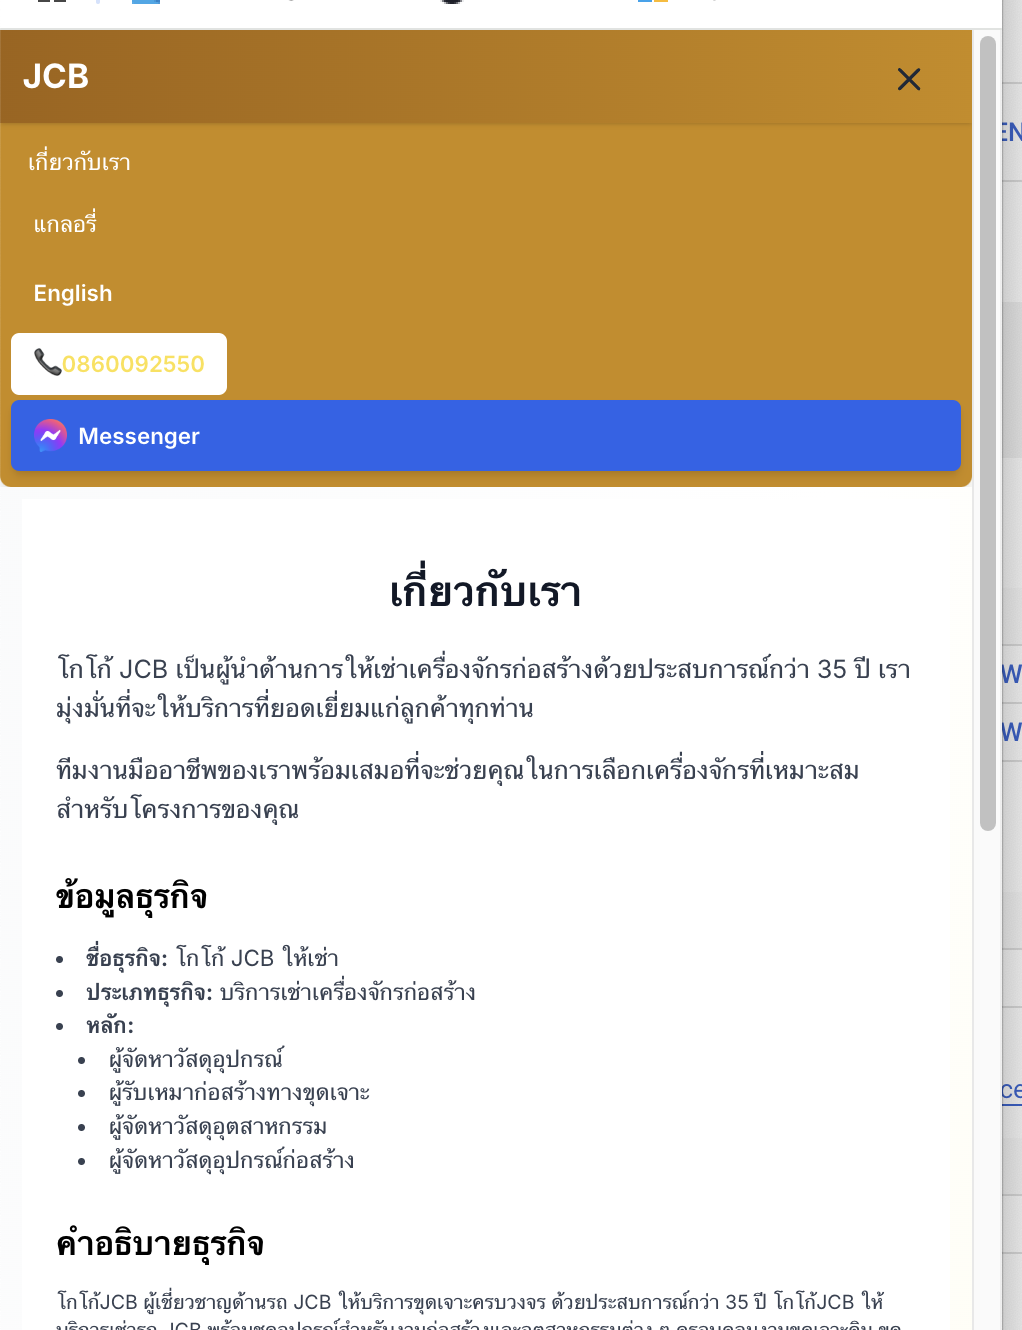 JCB
เกี่ยวกับเรา
แกลอรี่
English
0860092550
Messenger
เกี่ยวกับเรา
โกโก้ JCB เป็นผู้นำด้านการให้เช่าเครื่องจักรก่อสร้างด้วยประสบการณ์กว่า 35 ปี เรา
มุ่งมั่นที่จะให้บริการที่ยอดเยี่ยมแก่ลูกค้าทุกท่าน
ทีมงานมืออาชีพของเราพร้อมเสมอที่จะช่วยคุณในการเลือกเครื่องจักรที่เหมาะสม
สำหรับโครงการของคุณ
ข้อมูลธุรกิจ
• ชื่อธุรกิจ: โกโก้ JCB ให้เช่า
• ประเภทธุรกิจ: บริการเช่าเครื่องจักรก่อสร้าง
• หลัก:
• ผู้จัดหาวัสดุอุปกรณ์
• ผู้รับเหมาก่อสร้างทางขุดเจาะ
• ผู้จัดหาวัสดุอุตสาหกรรม
• ผู้จัดหาวัสดุอุปกรณ์ก่อสร้าง
คำอธิบายธุรกิจ
โกโก้JCB ผู้เชี่ยวชาญด้านรถ JCB ให้บริการขุดเจาะครบวงจร ด้วยประสบการณ์กว่า 35 ปี โกโก้JCB ให้